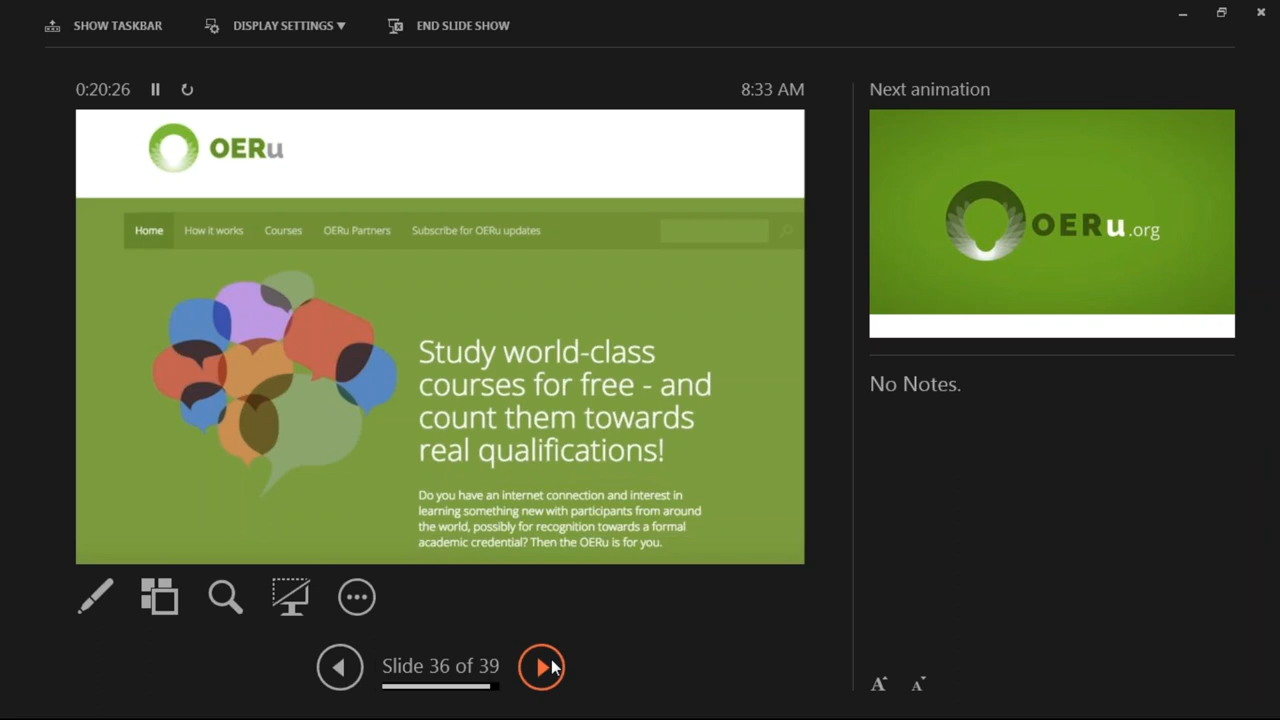 SHOW TASKBAR
DISPLAY SETTINGS
END SLIDE SHOW
0:20:26
8:33 AM
Next animation
OERu
Home
How it works
Courses
OERu Partners
Subscribe for OERu updates
Study world-class
courses for free - and
count them towards
real qualifications!
Do you have an internet connection and interest in
learning something new with participants from around
the world, possibly for recognition towards a formal
academic credential? Then the OERu is for you.
OERu.org
No Notes.
Slide 36 of 39
A A